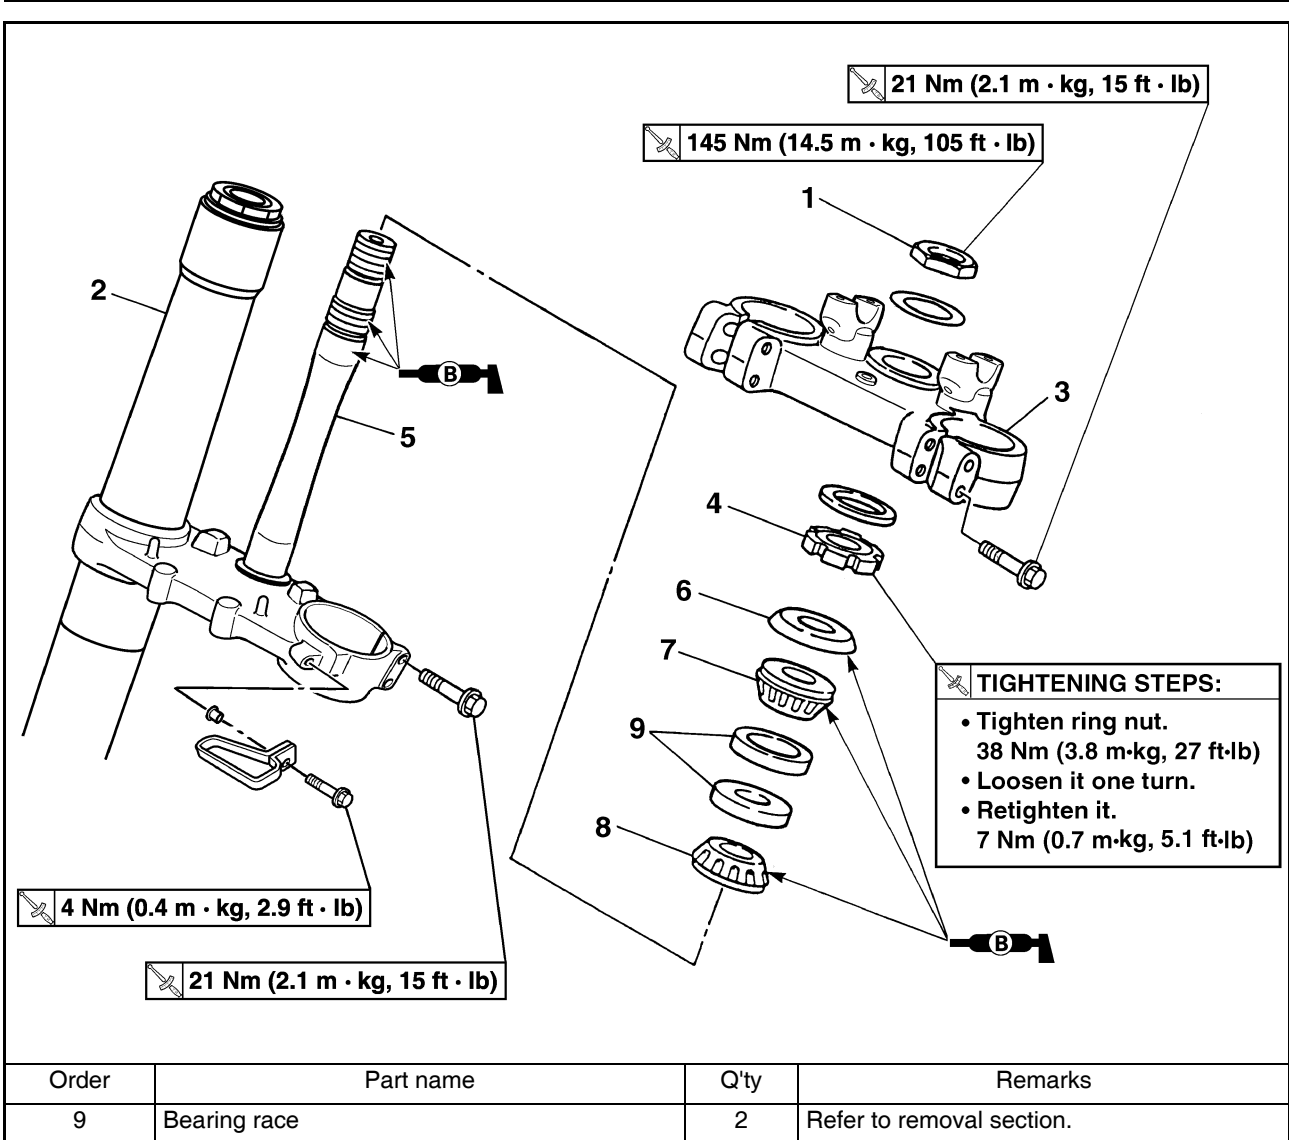 21 Nm (2.1 m · kg, 15 ft · lb)
145 Nm (14.5 m · kg, 105 ft · lb)
1
2
B
3
5
4
6
7
TIGHTENING STEPS:
• Tighten ring nut.
38 Nm (3.8 m·kg, 27 ft·lb)
• Loosen it one turn.
• Retighten it.
7 Nm (0.7 m·kg, 5.1 ft·lb)
9
8
4 Nm (0.4 m · kg, 2.9 ft · lb)
B
21 Nm (2.1 m · kg, 15 ft · lb)
Order Part name Q'ty Remarks
9 Bearing race 2 Refer to removal section.